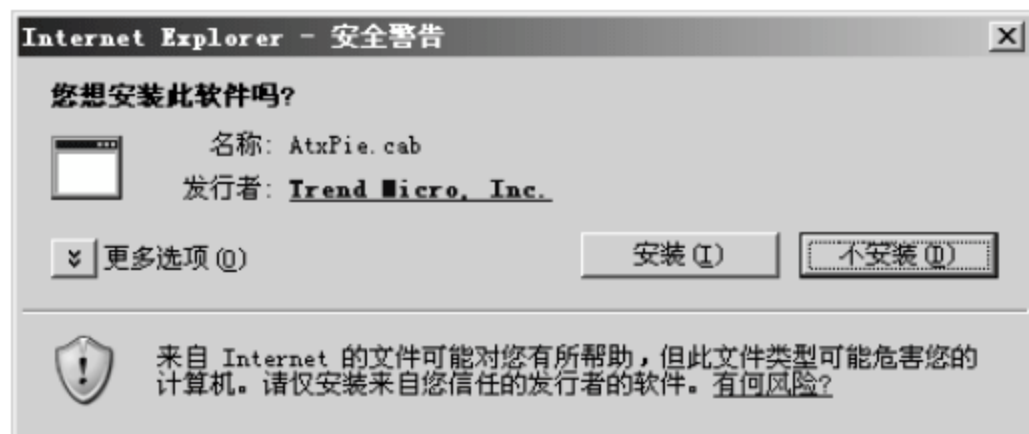 Internet Explorer - 安全警告
您想安装此软件吗?
名称: AtxPie.cab
发行者: Trend Micro, Inc.
更多选项(O)
安装(I)
不安装(D)
来自 Internet 的文件可能对您有所帮助，但此文件类型可能危害您的
计算机。请仅安装来自您信任的发行者的软件。有何风险?